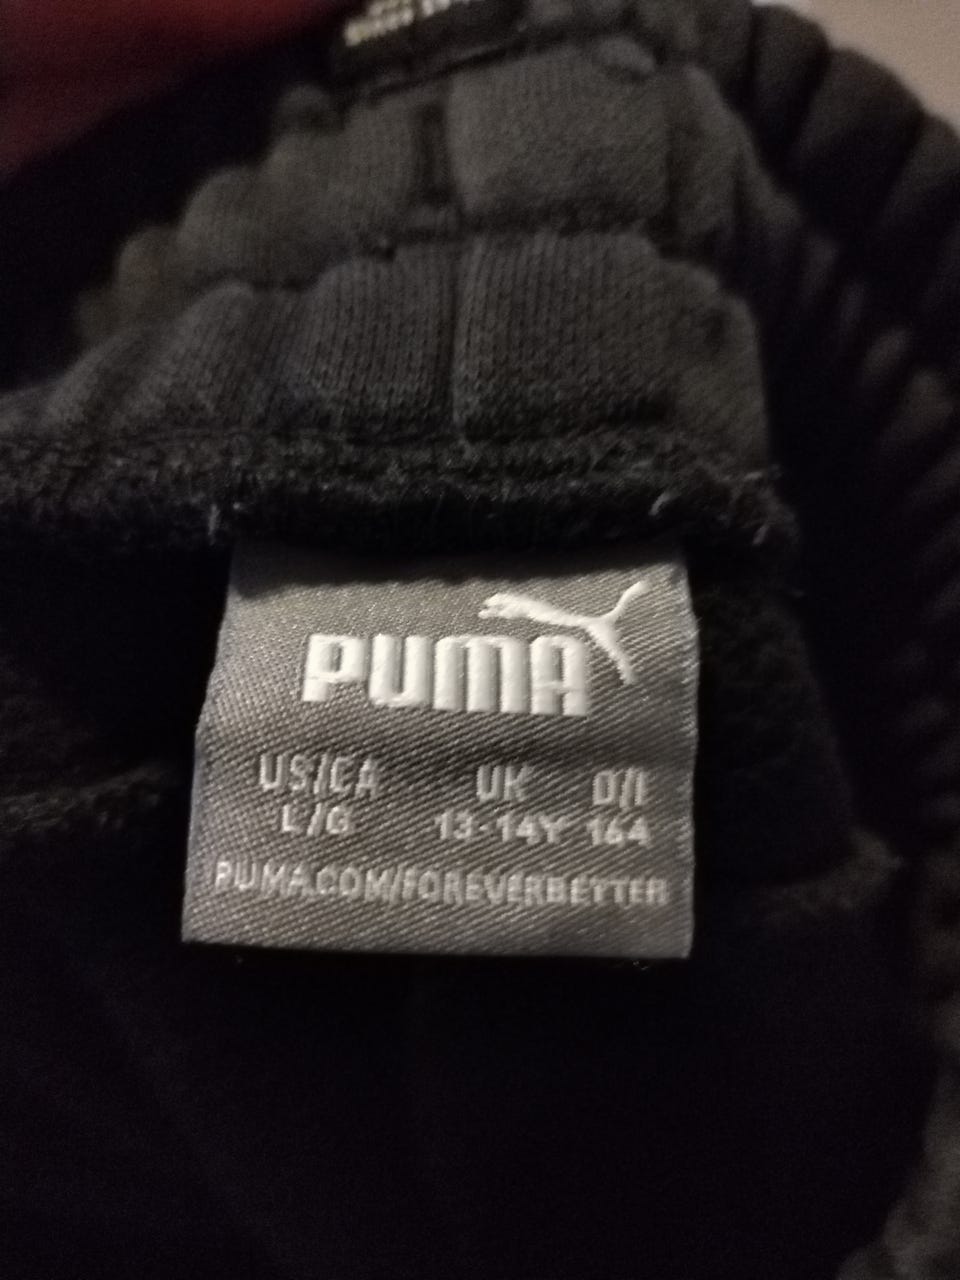 PUMA
US/CA UK D/I
L/G 13-14Y 164
PUMA.COM/FOREVERBETTER